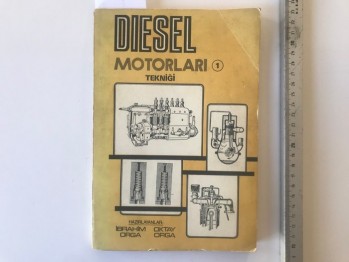 DIESEL
MOTORLARI 1
TEKNİĞİ
HAZIRLAYANLAR
İBRAHİM OKTAY
ORGA ORGA